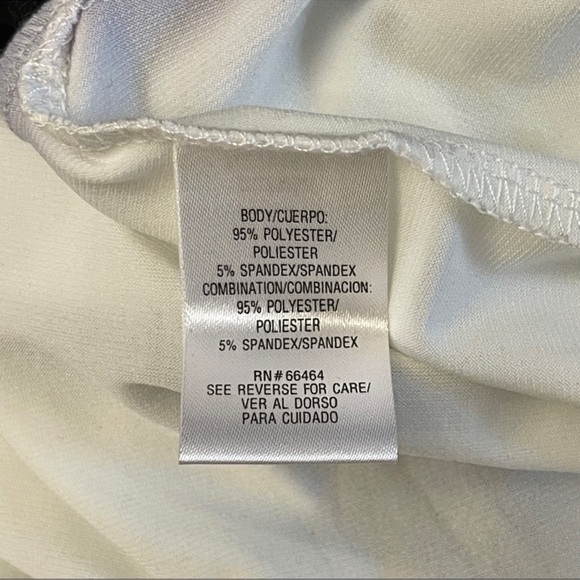 BODY/CUERPO:
95% POLYESTER/
POLIESTER
5% SPANDEX/SPANDEX
COMBINATION/COMBINACION:
95% POLYESTER/
POLIESTER
5% SPANDEX/SPANDEX
RN#66464
SEE REVERSE FOR CARE/
VER AL DORSO
PARA CUIDADO